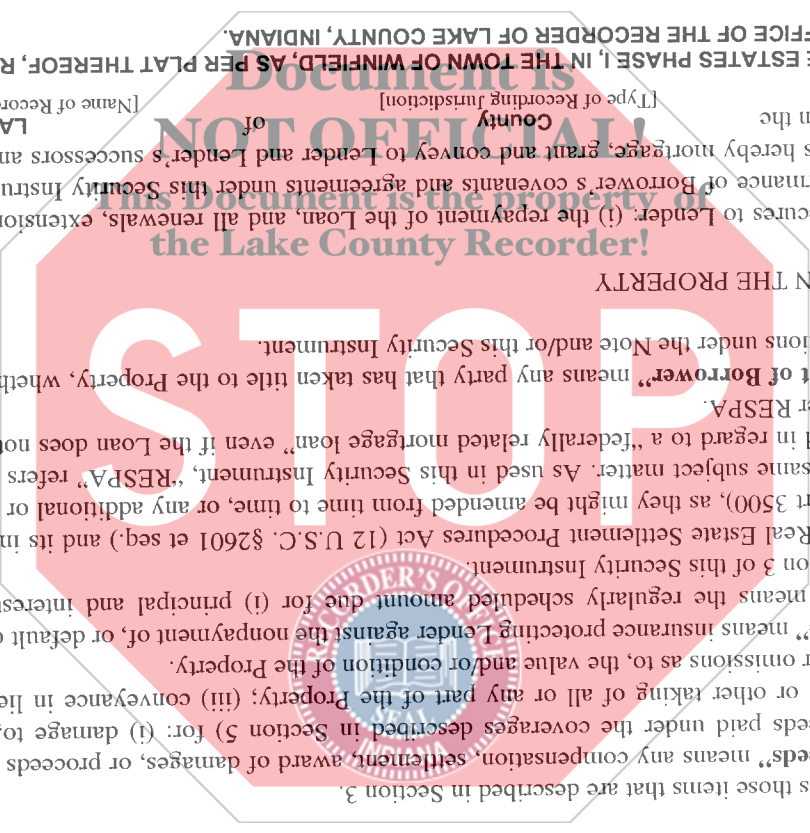 s those items that are described in Section 3.
eds" means any compensation, settlement, award of damages, or proceeds
eds paid under the coverages described in Section 5) for: (i) damage to,
or other taking of all or any part of the Property; (iii) conveyance in lie
r omissions as to, the value and/or condition of the Property.
" means insurance protecting Lender against the nonpayment of, or default
means the regularly scheduled amount due for (i) principal and interes
on 3 of this Security Instrument.
Real Estate Settlement Procedures Act (12 U.S.C. §2601 et seq.) and its im
rt 3500), as they might be amended from time to time, or any additional or
same subject matter. As used in this Security Instrument, "RESPA" refers
d in regard to a "federally related mortgage loan" even if the Loan does not
er RESPA.
t of Borrower" means any party that has taken title to the Property, wheth
ions under the Note and/or this Security Instrument.
N THE PROPERTY
cures to Lender: (i) the repayment of the Loan, and all renewals, extension
rmance of Borrower's covenants and agreements under this Security Instru
s hereby mortgage, grant and convey to Lender and Lender's successors an
n the County of LA
[Type of Recording Jurisdiction] [Name of Recor
E ESTATES PHASE I, IN THE TOWN OF WINFIELD, AS PER PLAT THEREOF, R
FFICE OF THE RECORDER OF LAKE COUNTY, INDIANA.
Document is
NOT OFFICIAL!
This Document is the property of
the Lake County Recorder!
STOP
RECORDER'S OFFICE
SEAL
INDIANA